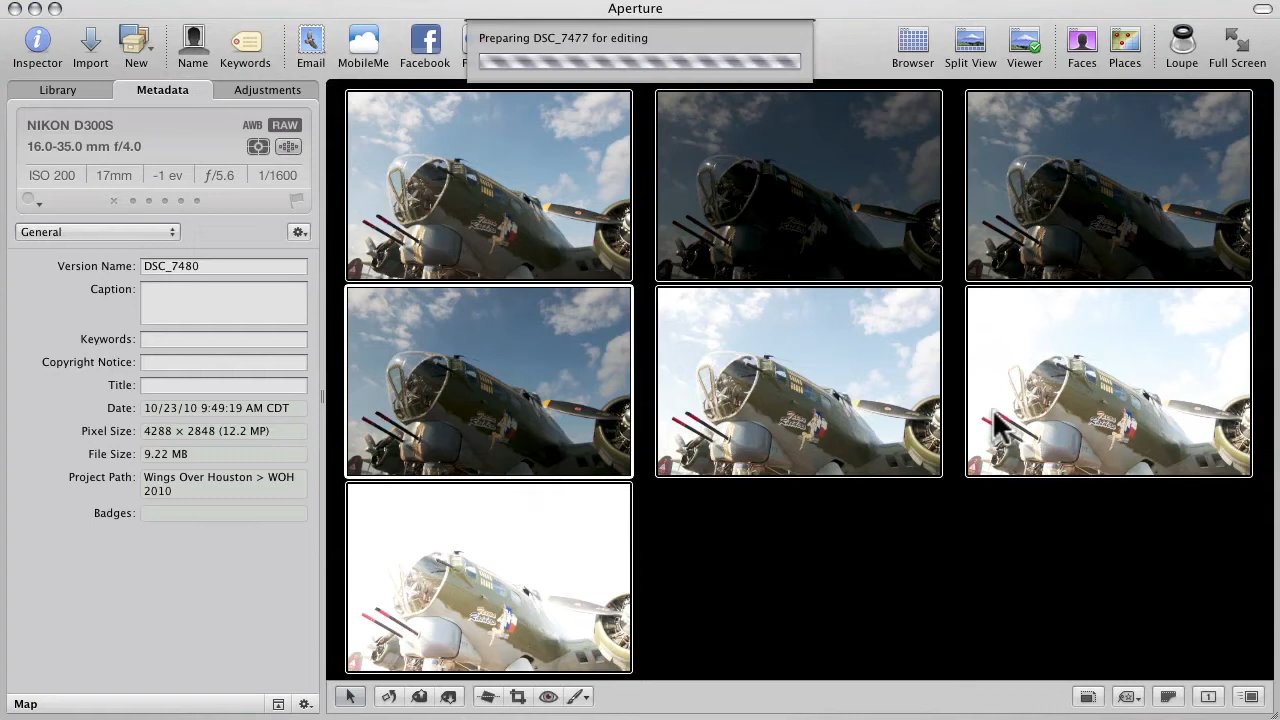 Aperture
Preparing DSC_7477 for editing
Inspector Import New Name Keywords Email MobileMe Facebook Browser Split View Viewer Faces Places Loupe Full Screen
Library Metadata Adjustments
NIKON D300S AWB RAW
16.0-35.0 mm f/4.0
ISO 200 17mm -1 ev ƒ/5.6 1/1600
General
Version Name: DSC_7480
Caption:
Keywords:
Copyright Notice:
Title:
Date: 10/23/10 9:49:19 AM CDT
Pixel Size: 4288 × 2848 (12.2 MP)
File Size: 9.22 MB
Project Path: Wings Over Houston > WOH
2010
Badges:
Map
1